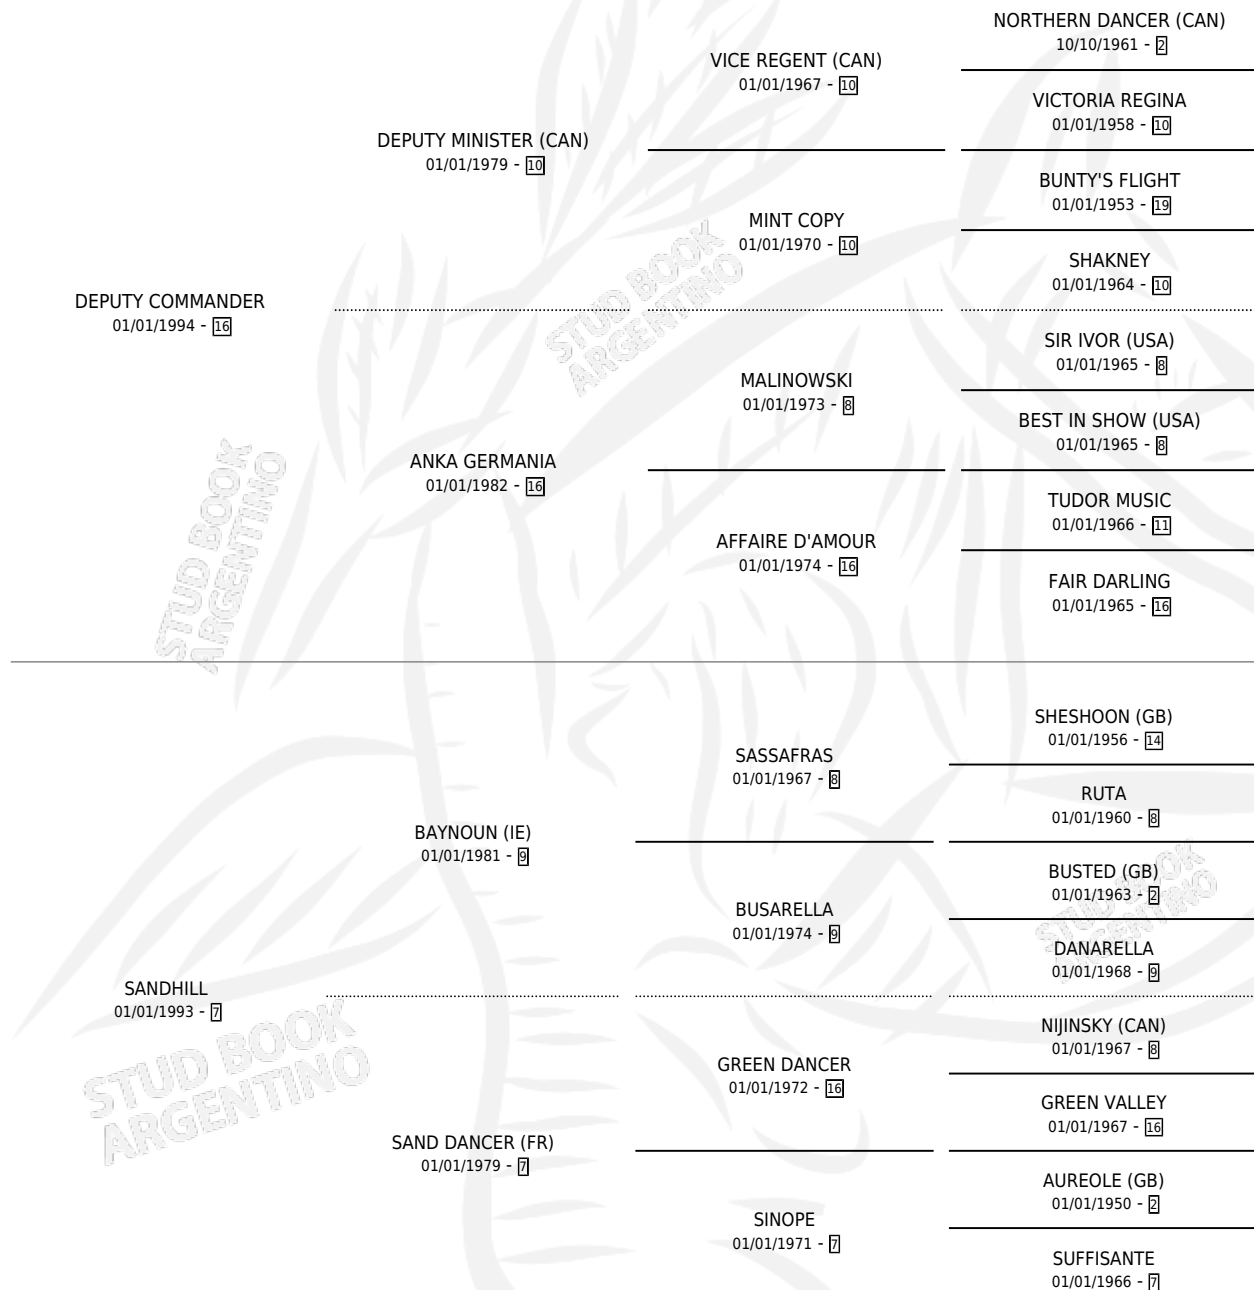 NORTHERN DANCER (CAN)
10/10/1961 - 2
VICE REGENT (CAN)
01/01/1967 - 10
VICTORIA REGINA
01/01/1958 - 10
DEPUTY MINISTER (CAN)
01/01/1979 - 10
BUNTY'S FLIGHT
01/01/1953 - 19
MINT COPY
01/01/1970 - 10
SHAKNEY
01/01/1964 - 10
DEPUTY COMMANDER
01/01/1994 - 16
SIR IVOR (USA)
01/01/1965 - 8
MALINOWSKI
01/01/1973 - 8
BEST IN SHOW (USA)
01/01/1965 - 8
ANKA GERMANIA
01/01/1982 - 16
TUDOR MUSIC
01/01/1966 - 11
AFFAIRE D'AMOUR
01/01/1974 - 16
FAIR DARLING
01/01/1965 - 16
SHESHOON (GB)
01/01/1956 - 14
SASSAFRAS
01/01/1967 - 8
RUTA
01/01/1960 - 8
BAYNOUN (IE)
01/01/1981 - 9
BUSTED (GB)
01/01/1963 - 2
BUSARELLA
01/01/1974 - 9
DANARELLA
01/01/1968 - 9
SANDHILL
01/01/1993 - 7
NIJINSKY (CAN)
01/01/1967 - 8
GREEN DANCER
01/01/1972 - 16
GREEN VALLEY
01/01/1967 - 16
SAND DANCER (FR)
01/01/1979 - 7
AUREOLE (GB)
01/01/1950 - 2
SINOPE
01/01/1971 - 7
SUFFISANTE
01/01/1966 - 7
STUD BOOK
ARGENTINO
STUD BOOK
ARGENTINO
STUD BOOK
ARGENTINO
STUD BOOK
ARGENTINO